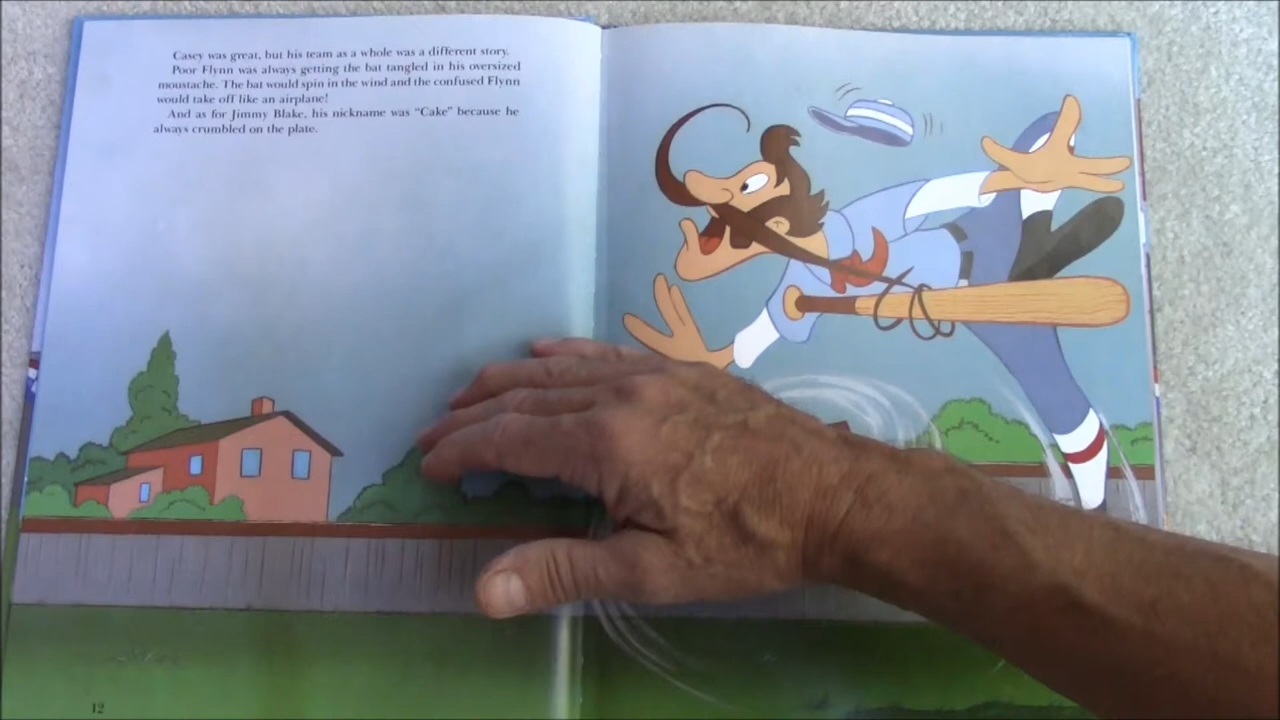 Casey was great, but his team as a whole was a different story.
Poor Flynn was always getting the bat tangled in his oversized
moustache. The bat would spin in the wind and the confused Flynn
would take off like an airplane!
And as for Jimmy Blake, his nickname was “Cake” because he
always crumbled on the plate.
12